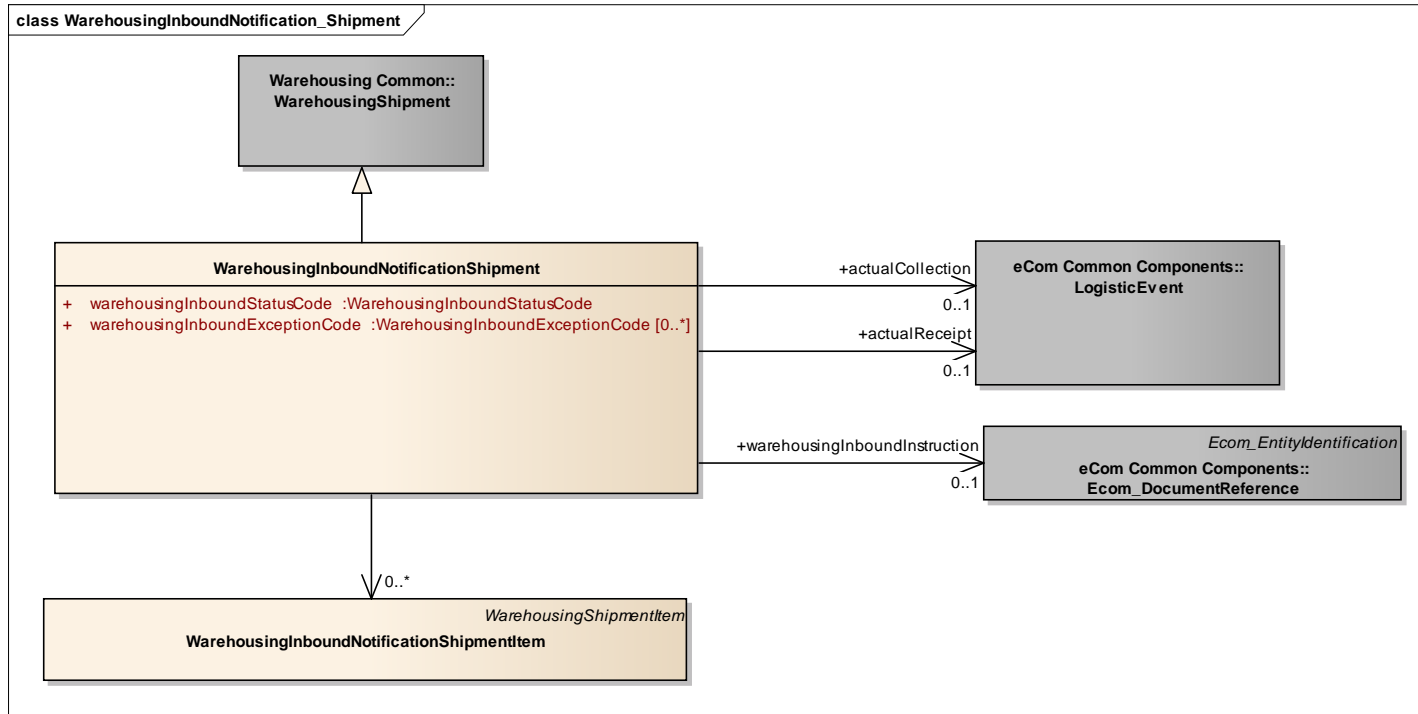 class WarehousingInboundNotification_Shipment
Warehousing Common::
WarehousingShipment
WarehousingInboundNotificationShipment
+ warehousingInboundStatusCode :WarehousingInboundStatusCode
+ warehousingInboundExceptionCode :WarehousingInboundExceptionCode [0..*]
+actualCollection
0..1
eCom Common Components::
LogisticEvent
+actualReceipt
0..1
+warehousingInboundInstruction
0..1
Ecom_EntityIdentification
eCom Common Components::
Ecom_DocumentReference
0..*
WarehousingShipmentItem
WarehousingInboundNotificationShipmentItem